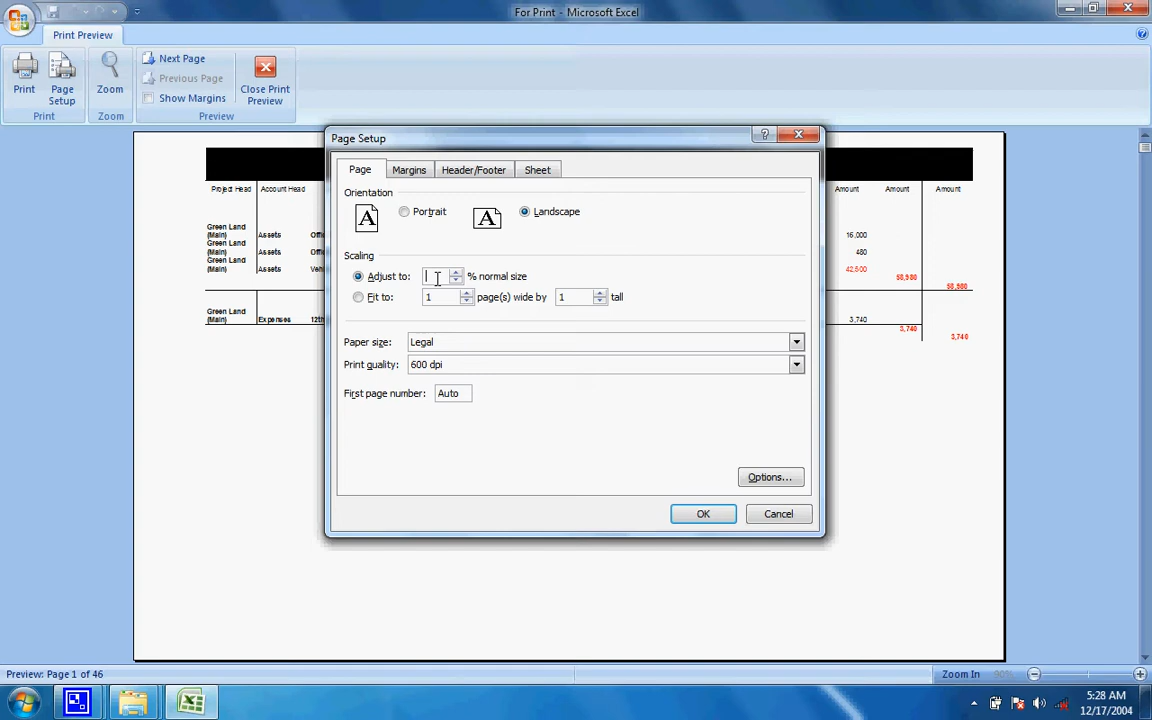 For Print - Microsoft Excel
Print Preview
Print
Page Setup
Zoom
Next Page
Previous Page
Show Margins
Close Print Preview
Print
Zoom
Preview
Page Setup
Page
Margins
Header/Footer
Sheet
Orientation
A
Portrait
A
Landscape
Scaling
Adjust to:
% normal size
Fit to:
1
page(s) wide by
1
tall
Paper size:
Legal
Print quality:
600 dpi
First page number:
Auto
Options...
OK
Cancel
Project Head
Account Head
Amount
Amount
Amount
Green Land (Main)
Assets
Offi
16,000
Green Land (Main)
Assets
Offi
480
Green Land (Main)
Assets
Veh
42,500
58,980
58,980
Green Land (Main)
Expenses
12th
3,740
3,740
3,740
Preview: Page 1 of 46
Zoom In
90%
5:28 AM
12/17/2004